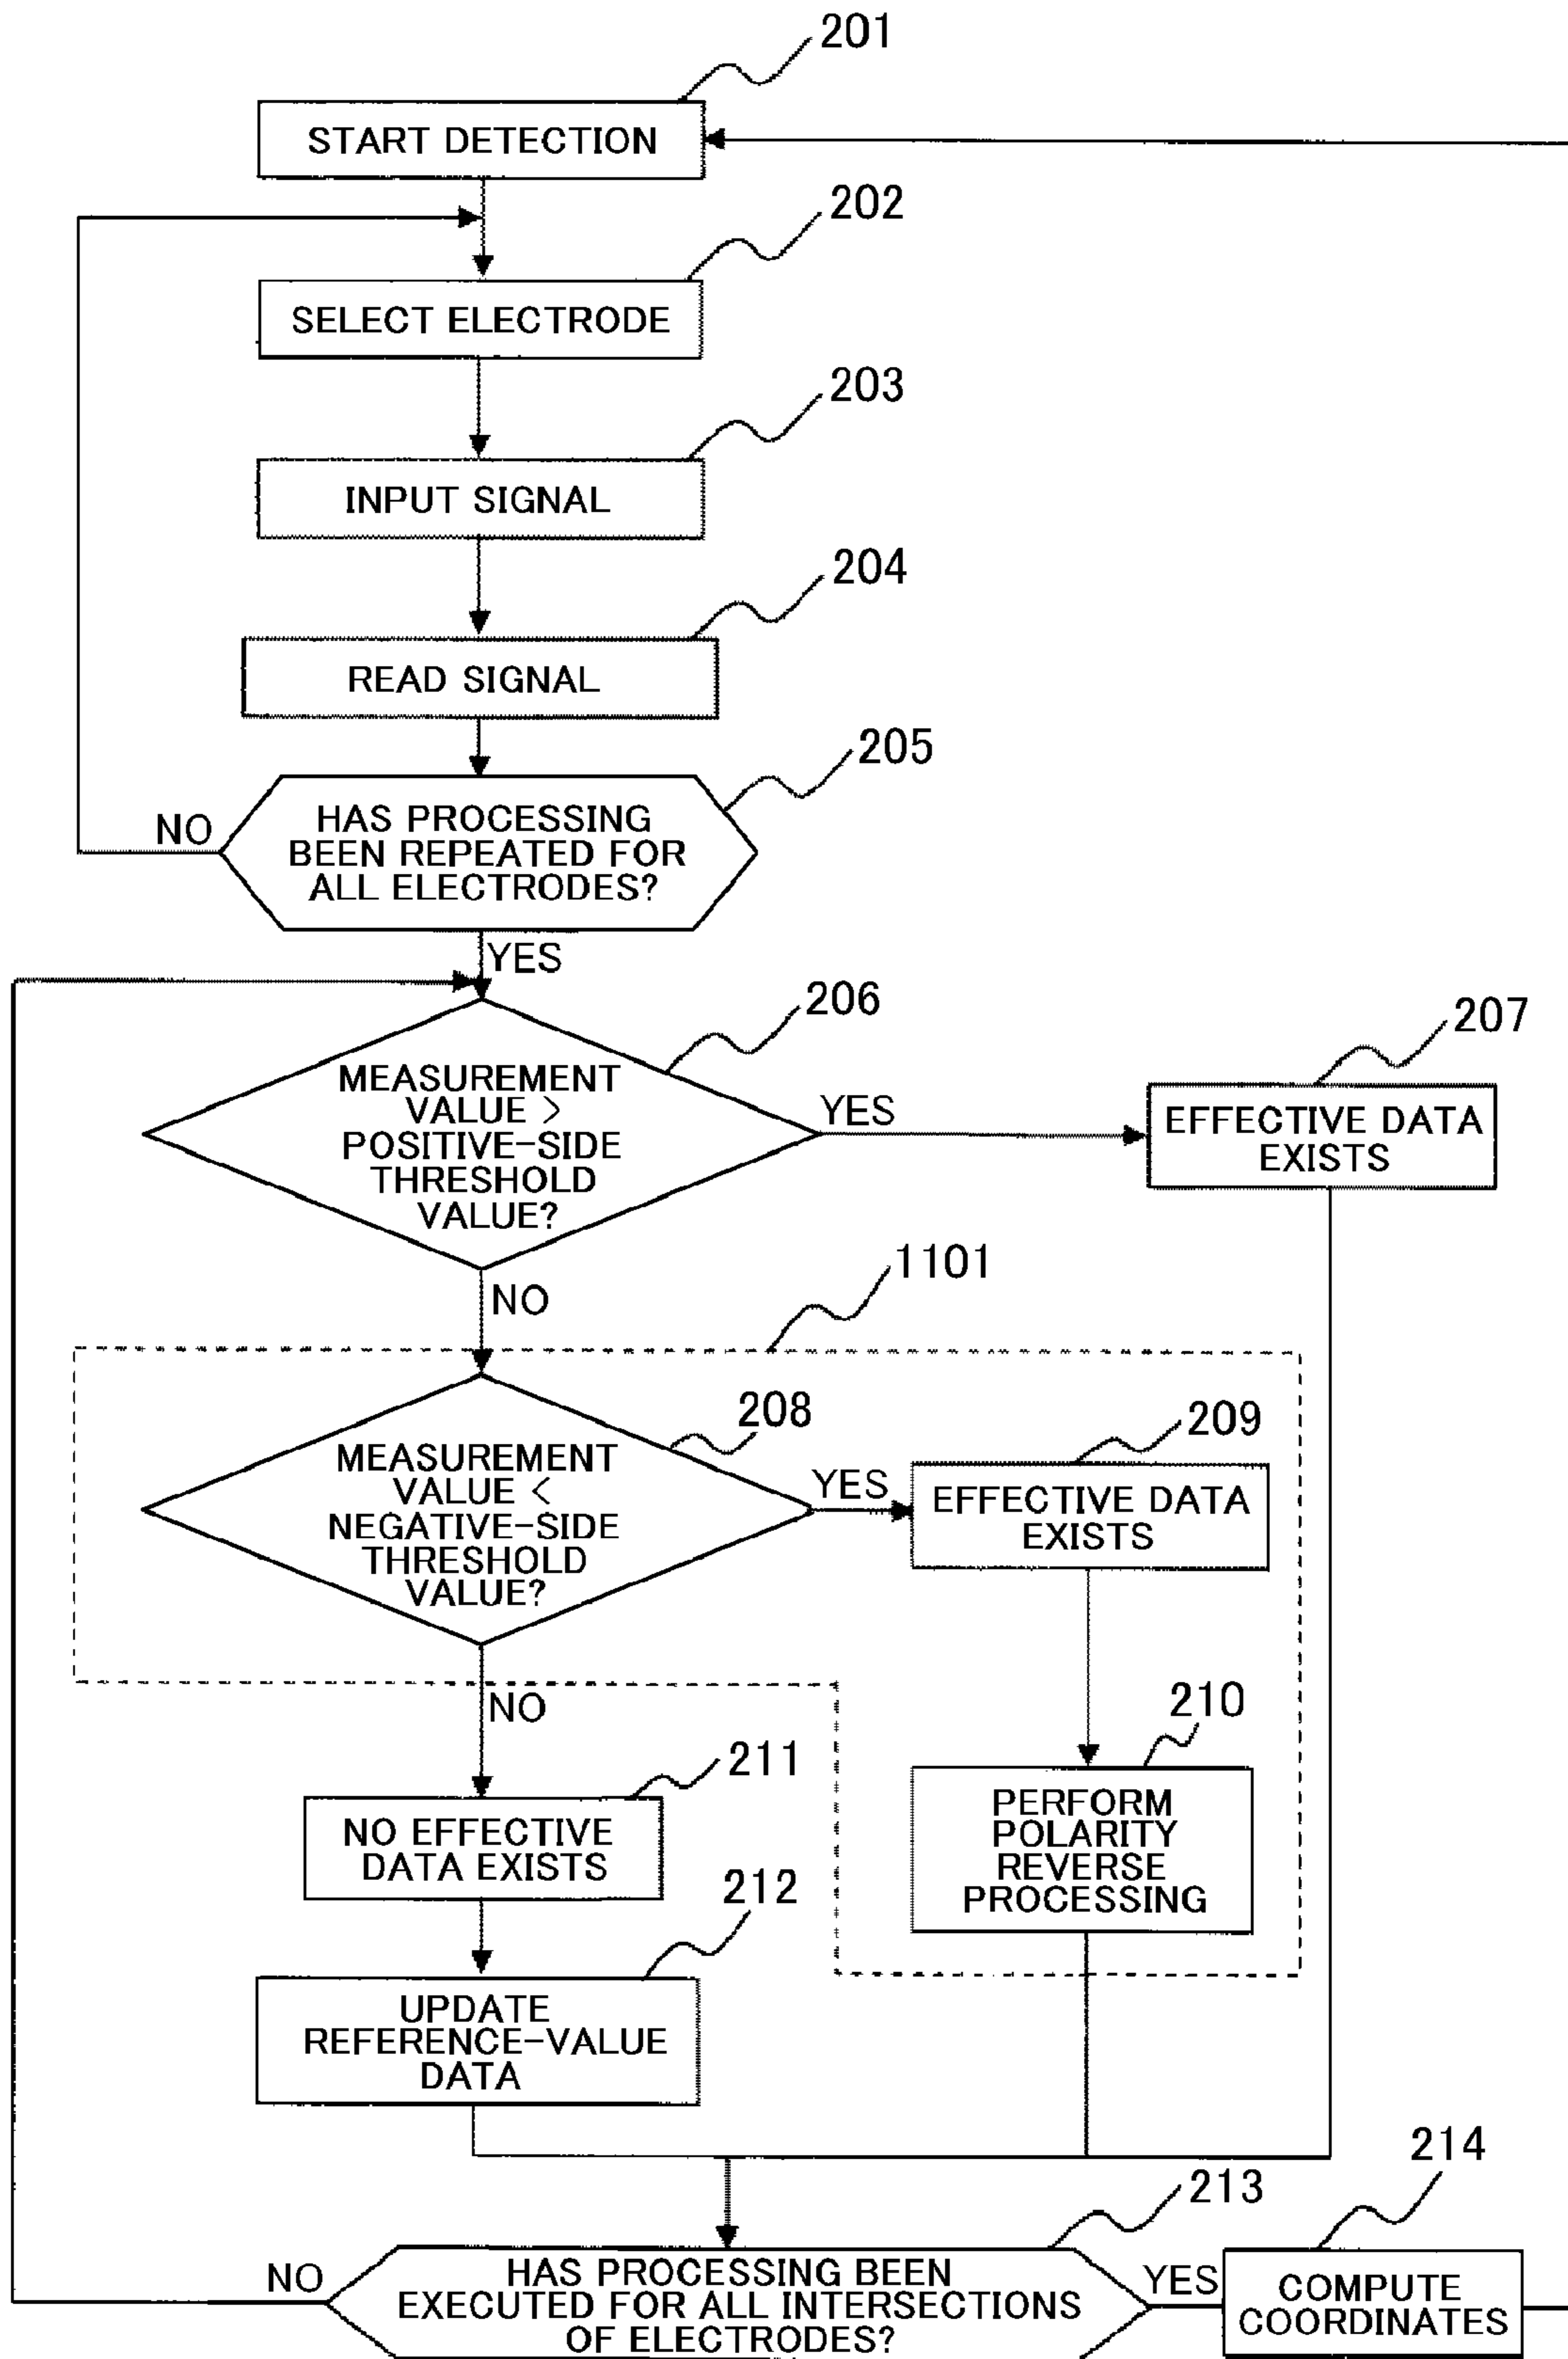 201
START DETECTION
202
SELECT ELECTRODE
203
INPUT SIGNAL
204
READ SIGNAL
205
HAS PROCESSING
BEEN REPEATED FOR
ALL ELECTRODES?
NO
YES
206
MEASUREMENT
VALUE >
POSITIVE-SIDE
THRESHOLD
VALUE?
YES
207
EFFECTIVE DATA
EXISTS
NO
1101
208
MEASUREMENT
VALUE <
NEGATIVE-SIDE
THRESHOLD
VALUE?
YES
209
EFFECTIVE DATA
EXISTS
NO
210
PERFORM
POLARITY
REVERSE
PROCESSING
211
NO EFFECTIVE
DATA EXISTS
212
UPDATE
REFERENCE-VALUE
DATA
213
HAS PROCESSING BEEN
EXECUTED FOR ALL INTERSECTIONS
OF ELECTRODES?
NO
YES
214
COMPUTE
COORDINATES